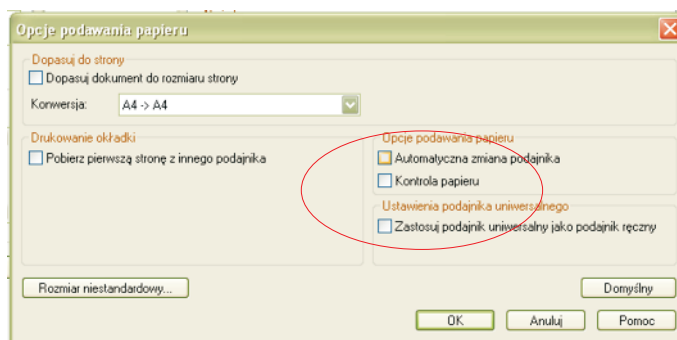 Opcje podawania papieru
Dopasuj do strony
Dopasuj dokument do rozmiaru strony
Konwersja:
A4 -> A4
Drukowanie okładki
Pobierz pierwszą stronę z innego podajnika
Opcje podawania papieru
Automatyczna zmiana podajnika
Kontrola papieru
Ustawienia podajnika uniwersalnego
Zastosuj podajnik uniwersalny jako podajnik ręczny
Rozmiar niestandardowy...
Domyślny
OK
Anuluj
Pomoc